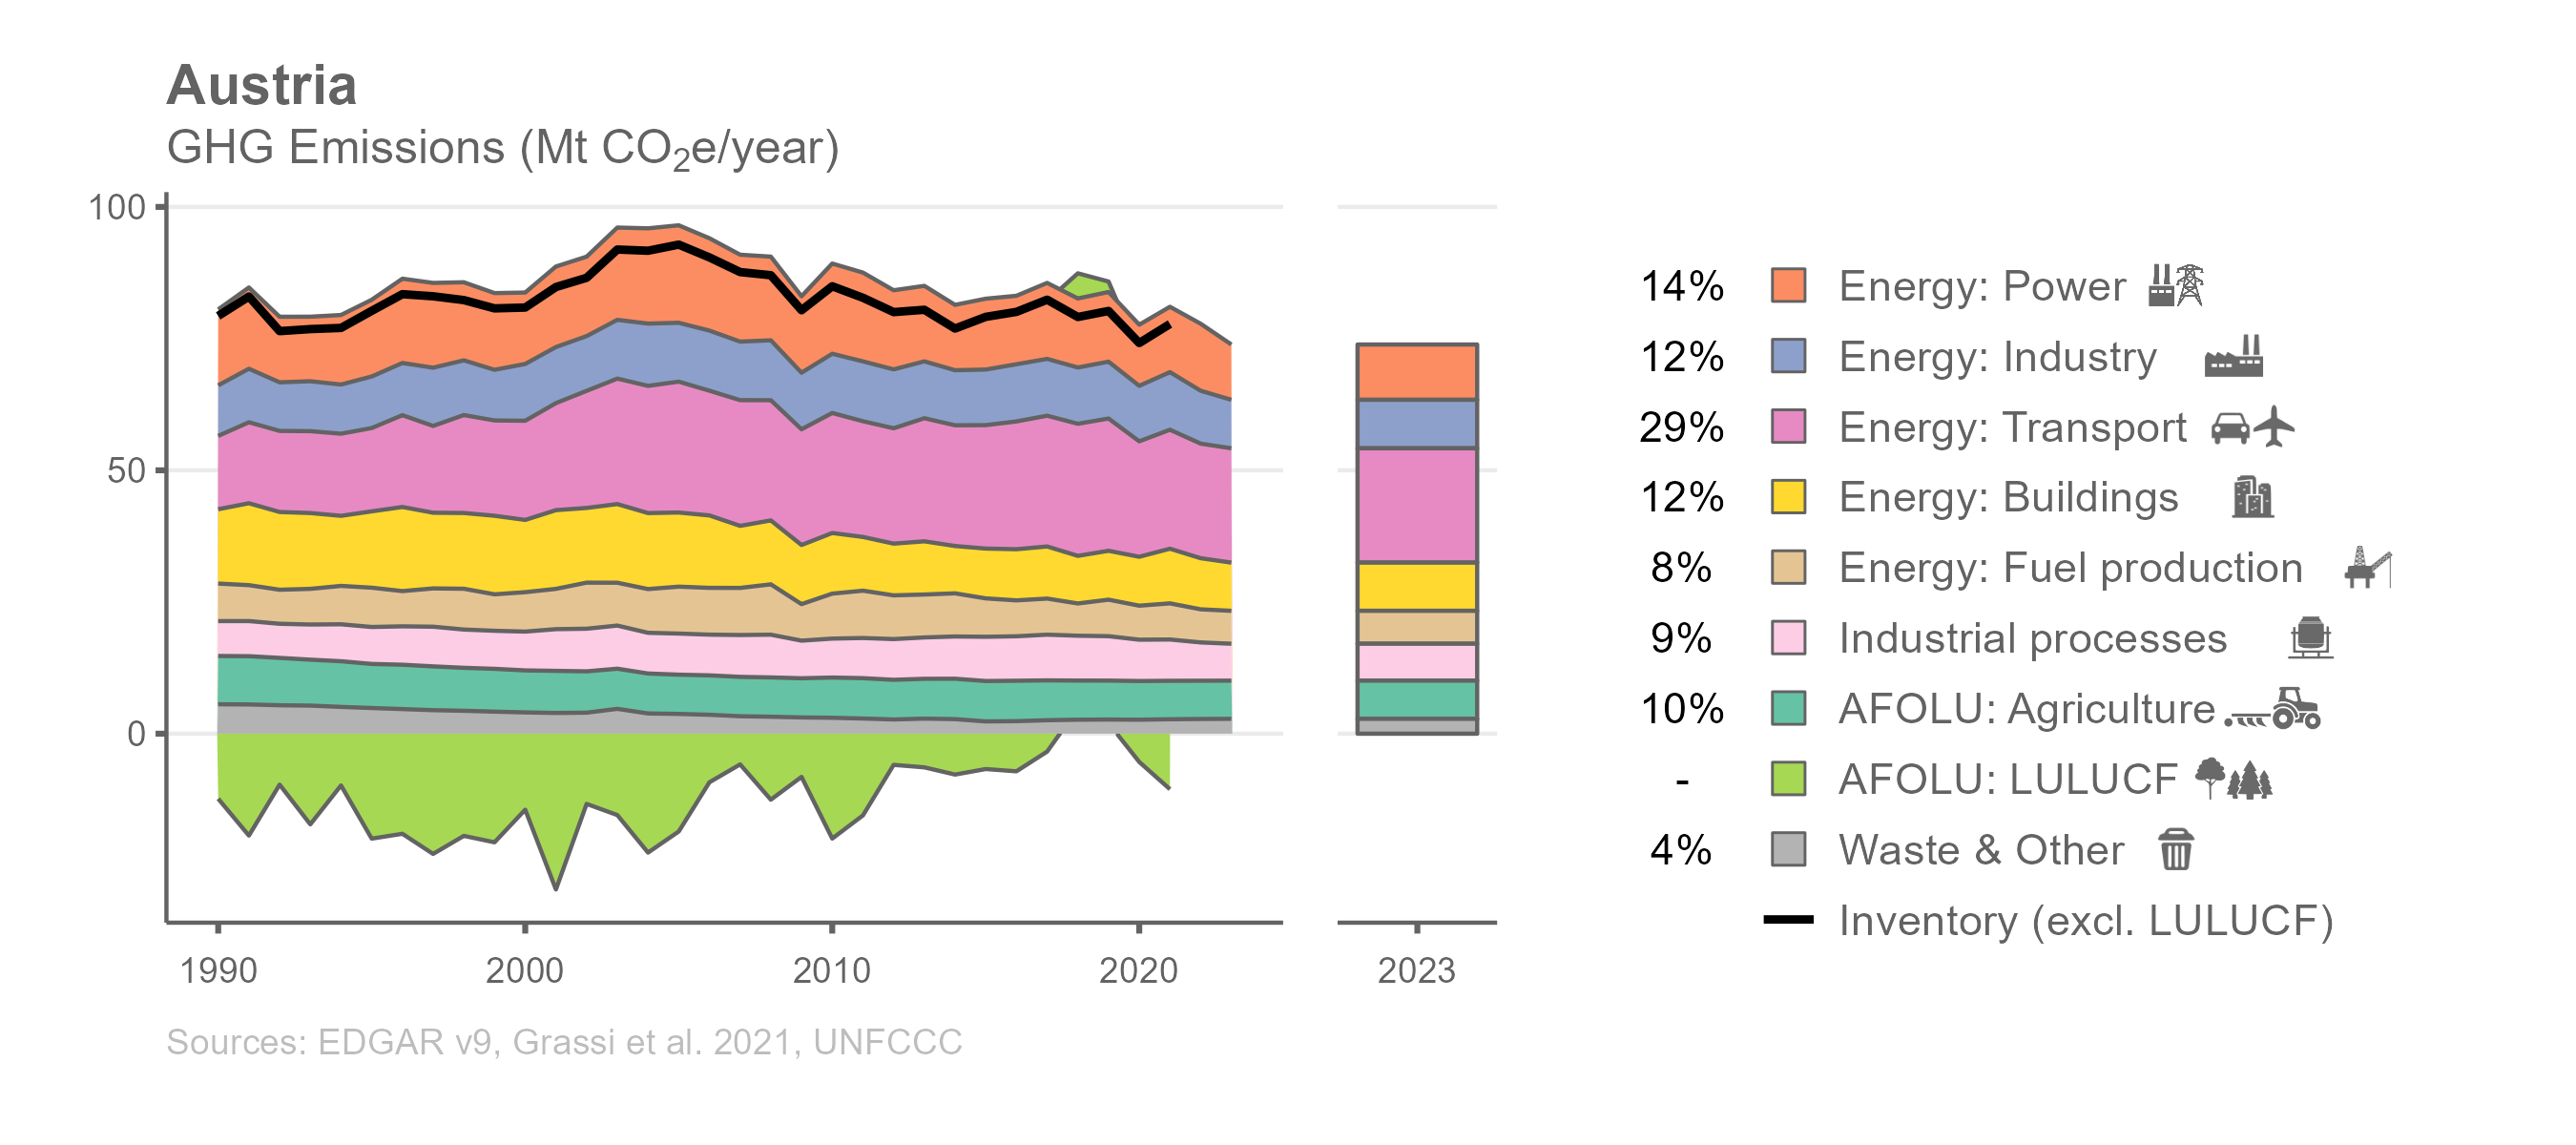 Austria
GHG Emissions (Mt CO₂e/year)
100
50
0
1990 2000 2010 2020 2023
14% Energy: Power
12% Energy: Industry
29% Energy: Transport
12% Energy: Buildings
8% Energy: Fuel production
9% Industrial processes
10% AFOLU: Agriculture
- AFOLU: LULUCF
4% Waste & Other
Inventory (excl. LULUCF)
Sources: EDGAR v9, Grassi et al. 2021, UNFCCC